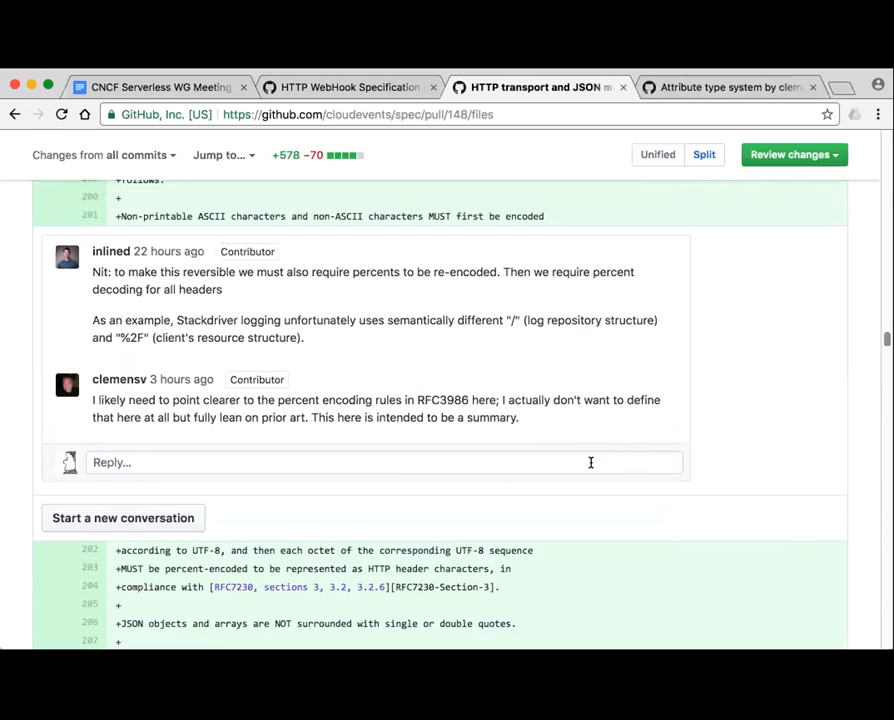 CNCF Serverless WG Meeting
HTTP WebHook Specification
HTTP transport and JSON m
Attribute type system by clem
GitHub, Inc. [US] https://github.com/cloudevents/spec/pull/148/files
Changes from all commits Jump to... +578 −70 Unified Split Review changes
+follows:
200 +
201 +Non-printable ASCII characters and non-ASCII characters MUST first be encoded
inlined 22 hours ago Contributor
Nit: to make this reversible we must also require percents to be re-encoded. Then we require percent
decoding for all headers
As an example, Stackdriver logging unfortunately uses semantically different "/" (log repository structure)
and "%2F" (client's resource structure).
clemensv 3 hours ago Contributor
I likely need to point clearer to the percent encoding rules in RFC3986 here; I actually don't want to define
that here at all but fully lean on prior art. This here is intended to be a summary.
Reply...
Start a new conversation
202 +according to UTF-8, and then each octet of the corresponding UTF-8 sequence
203 +MUST be percent-encoded to be represented as HTTP header characters, in
204 +compliance with [RFC7230, sections 3, 3.2, 3.2.6][RFC7230-Section-3].
205 +
206 +JSON objects and arrays are NOT surrounded with single or double quotes.
207 +